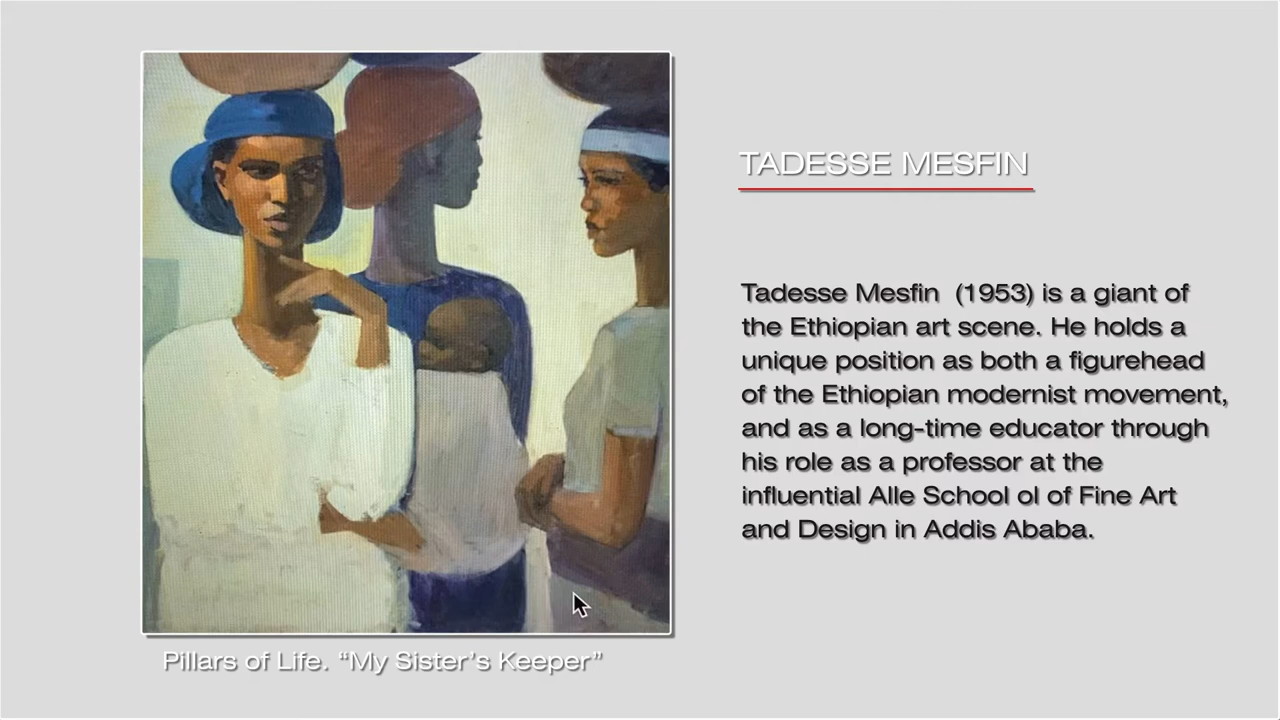 TADESSE MESFIN
Tadesse Mesfin (1953) is a giant of
the Ethiopian art scene. He holds a
unique position as both a figurehead
of the Ethiopian modernist movement,
and as a long-time educator through
his role as a professor at the
influential Alle School ol of Fine Art
and Design in Addis Ababa.
Pillars of Life. “My Sister’s Keeper”